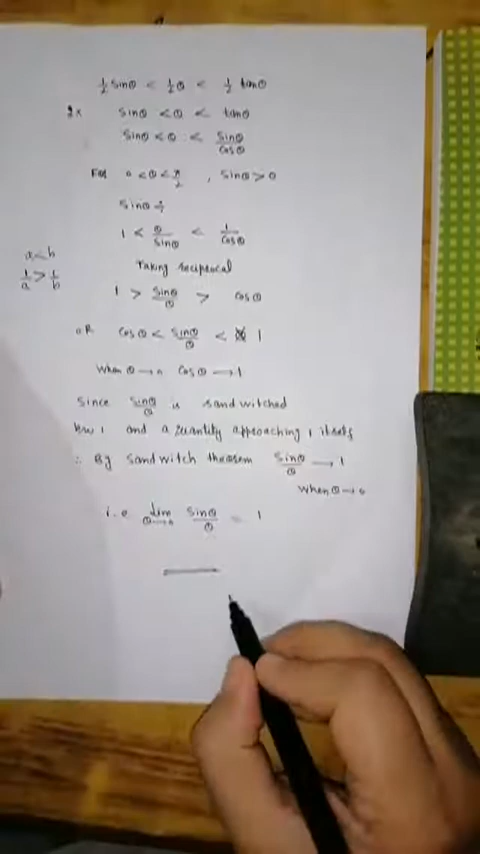 ½ sinθ < ½ θ < ½ tanθ
2x sinθ < θ < tanθ
sinθ < θ < sinθ/cosθ
For 0 < θ < π/2 , sinθ > 0
sinθ ÷
1 < θ/sinθ < 1/cosθ
a < b
1/a > 1/b
Taking reciprocal
1 > sinθ/θ > cosθ
OR cosθ < sinθ/θ < 1
when θ → 0 cosθ → 1
Since sinθ/θ is sandwitched
b/w 1 and a quantity approaching 1 itself
∴ By sandwitch theorem sinθ/θ → 1
when θ → 0
i.e lim θ→0 sinθ/θ = 1